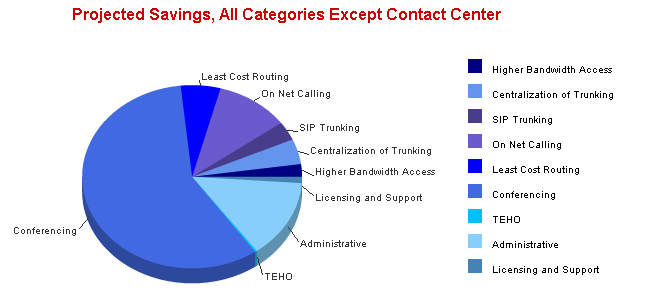 Projected Savings, All Categories Except Contact Center
Least Cost Routing
On Net Calling
SIP Trunking
Centralization of Trunking
Higher Bandwidth Access
Licensing and Support
Administrative
TEHO
Conferencing
Higher Bandwidth Access
Centralization of Trunking
SIP Trunking
On Net Calling
Least Cost Routing
Conferencing
TEHO
Administrative
Licensing and Support